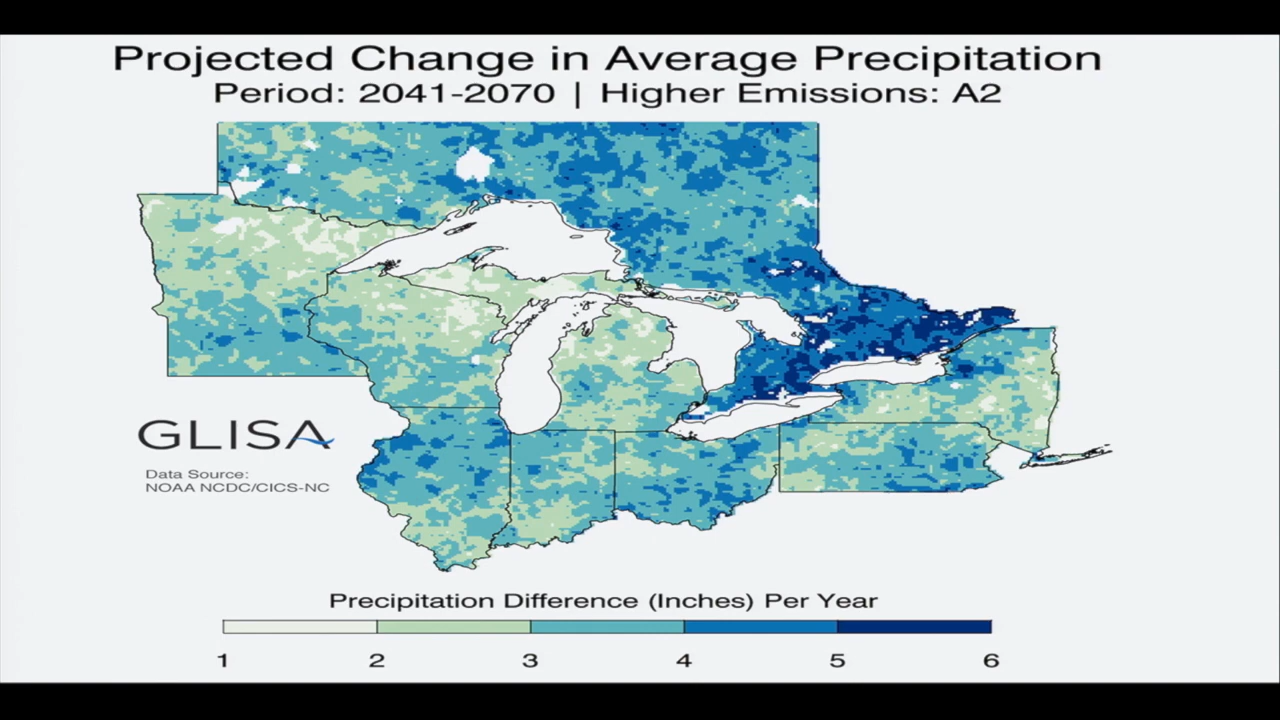 Projected Change in Average Precipitation
Period: 2041-2070 | Higher Emissions: A2
GLISA
Data Source:
NOAA NCDC/CICS-NC
Precipitation Difference (Inches) Per Year
1 2 3 4 5 6